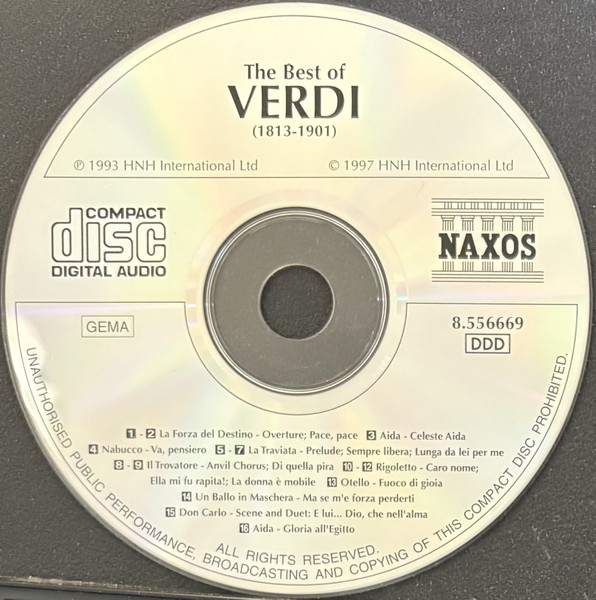 The Best of
VERDI
(1813-1901)
℗ 1993 HNH International Ltd
© 1997 HNH International Ltd
COMPACT
disc
DIGITAL AUDIO
NAXOS
GEMA
8.556669
DDD
1 - 2 La Forza del Destino - Overture; Pace, pace 3 Aida - Celeste Aida
4 Nabucco - Va, pensiero 5 - 7 La Traviata - Prelude; Sempre libera; Lunga da lei per me
8 - 9 Il Trovatore - Anvil Chorus; Di quella pira 10 - 12 Rigoletto - Caro nome;
Ella mi fu rapita!; La donna è mobile 13 Otello - Fuoco di gioia
14 Un Ballo in Maschera - Ma se m'e forza perderti
15 Don Carlo - Scene and Duet: E lui... Dio, che nell'alma
16 Aida - Gloria all'Egitto
ALL RIGHTS RESERVED.
UNAUTHORISED PUBLIC PERFORMANCE, BROADCASTING AND COPYING OF THIS COMPACT DISC PROHIBITED.